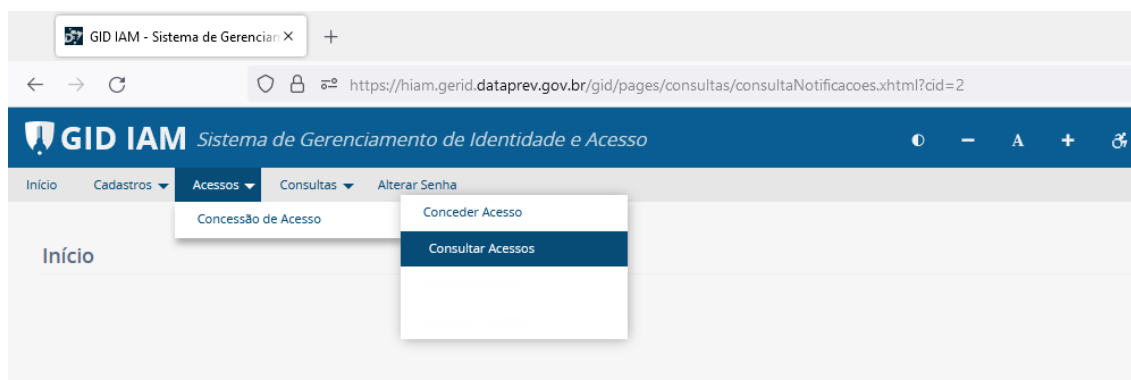 GID IAM - Sistema de Gerencian
https://hiam.gerid.dataprev.gov.br/gid/pages/consultas/consultaNotificacoes.xhtml?cid=2
GID IAM Sistema de Gerenciamento de Identidade e Acesso
A
Início Cadastros Acessos Consultas Alterar Senha
Concessão de Acesso
Conceder Acesso
Consultar Acessos
Início